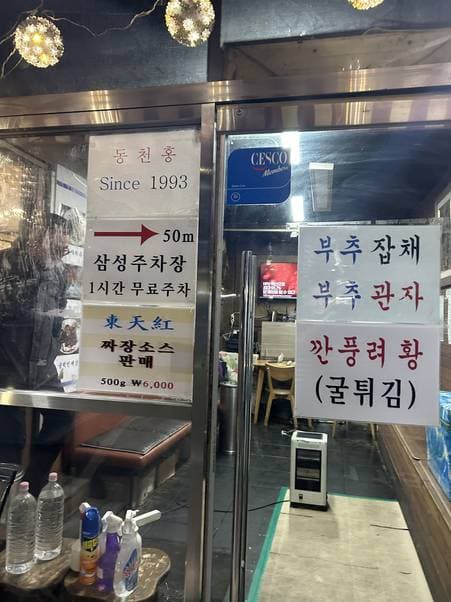 동천홍
Since 1993
50m
삼성주차장
1시간 무료주차
東天紅
짜장소스
판매
500g ₩6,000
CESCO
Members
부추잡채
부추관자
깐풍려황
(굴튀김)